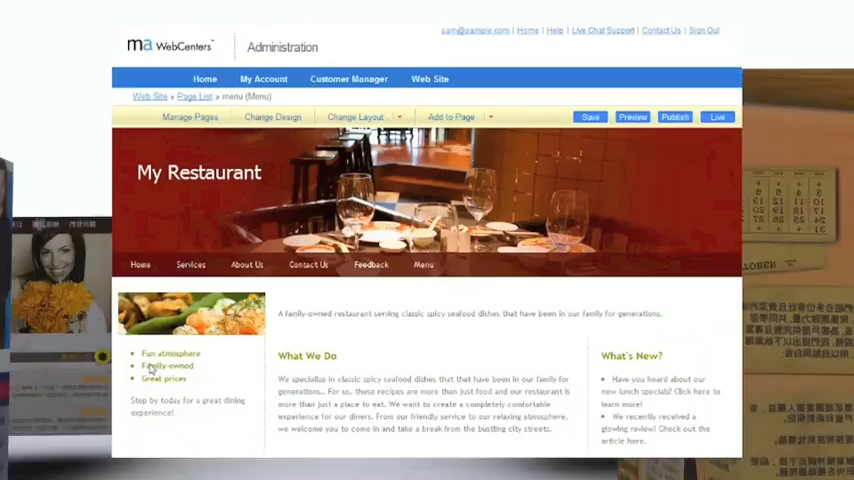 sam@sample.com | Home | Help | Live Chat Support | Contact Us | Sign Out
ma WebCenters™ Administration
Home My Account Customer Manager Web Site
Web Site » Page List » menu (Menu)
Manage Pages Change Design Change Layout Add to Page Save Preview Publish Live
My Restaurant
Home Services About Us Contact Us Feedback Menu
A family-owned restaurant serving classic spicy seafood dishes that have been in our family for generations.
• Fun atmosphere
• Family-owned
• Great prices
Stop by today for a great dining
experience!
What We Do
We specialize in classic spicy seafood dishes that that have been in our family for
generations.. For us, these recipes are more than just food and our restaurant is
more than just a place to eat. We want to create a completely comfortable
experience for our diners. From our friendly service to our relaxing atmosphere,
we welcome you to come in and take a break from the bustling city streets.
What's New?
• Have you heard about our
new lunch specials? Click here to
learn more!
• We recently received a
glowing review! Check out the
article here.